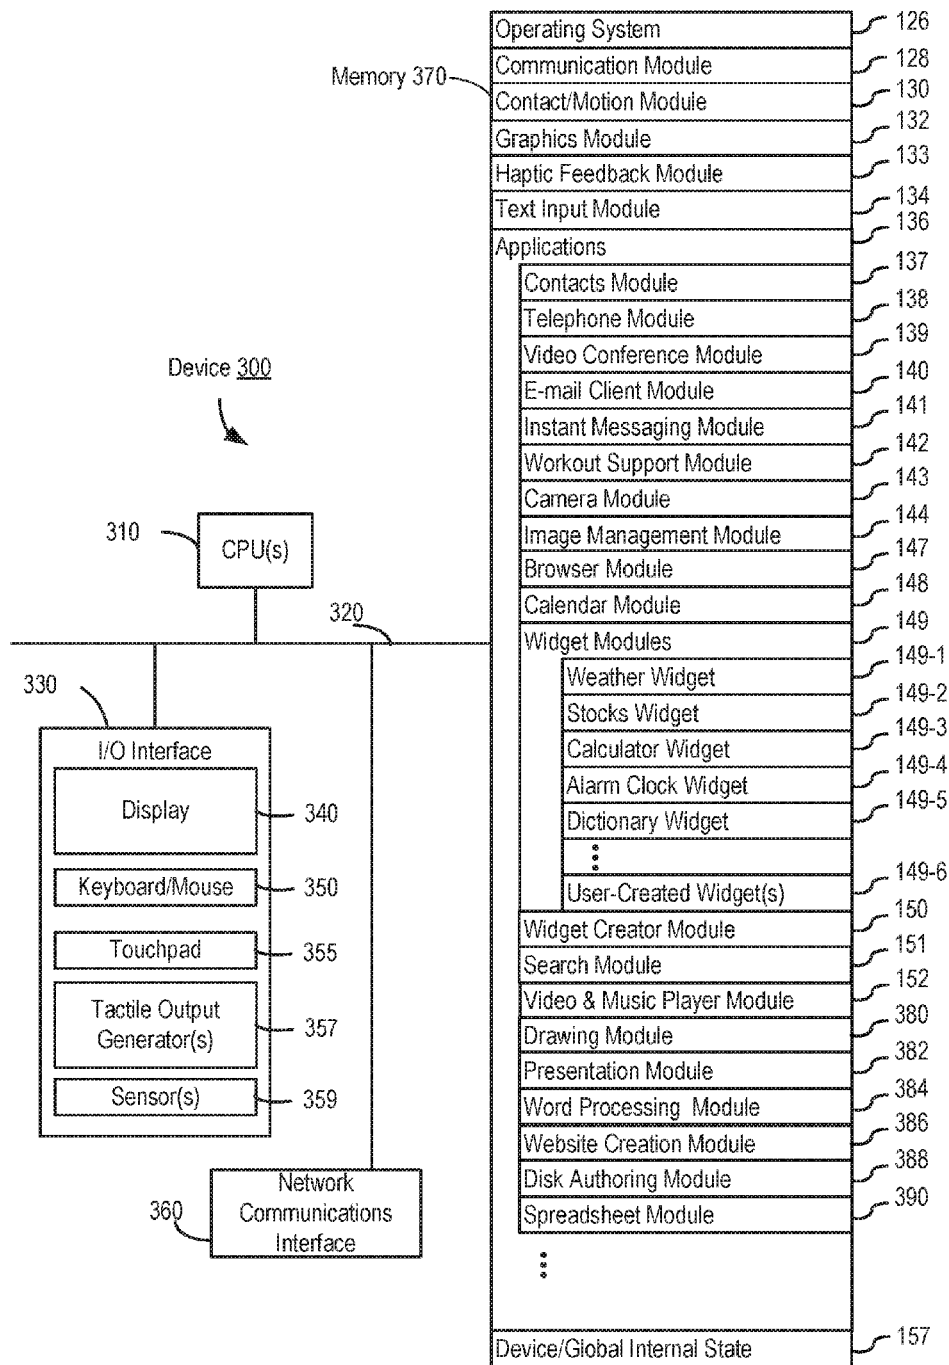 Memory 370
Operating System 126
Communication Module 128
Contact/Motion Module 130
Graphics Module 132
Haptic Feedback Module 133
Text Input Module 134
Applications 136
Contacts Module 137
Telephone Module 138
Video Conference Module 139
E-mail Client Module 140
Instant Messaging Module 141
Workout Support Module 142
Camera Module 143
Image Management Module 144
Browser Module 147
Calendar Module 148
Widget Modules 149
Weather Widget 149-1
Stocks Widget 149-2
Calculator Widget 149-3
Alarm Clock Widget 149-4
Dictionary Widget 149-5
User-Created Widget(s) 149-6
Widget Creator Module 150
Search Module 151
Video & Music Player Module 152
Drawing Module 380
Presentation Module 382
Word Processing Module 384
Website Creation Module 386
Disk Authoring Module 388
Spreadsheet Module 390
Device/Global Internal State 157
Device 300
310
CPU(s)
320
330
I/O Interface
Display 340
Keyboard/Mouse 350
Touchpad 355
Tactile Output
Generator(s) 357
Sensor(s) 359
360
Network
Communications
Interface